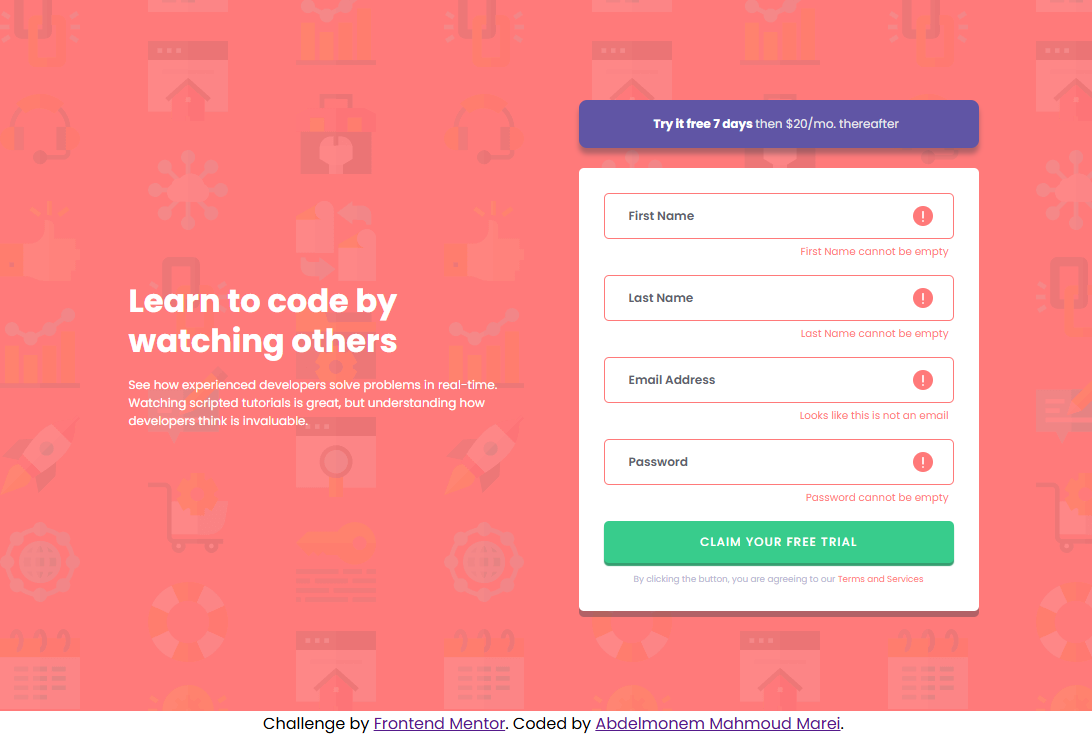 Learn to code by
watching others
See how experienced developers solve problems in real-time.
Watching scripted tutorials is great, but understanding how
developers think is invaluable.
Try it free 7 days then $20/mo. thereafter
First Name
First Name cannot be empty
Last Name
Last Name cannot be empty
Email Address
Looks like this is not an email
Password
Password cannot be empty
CLAIM YOUR FREE TRIAL
By clicking the button, you are agreeing to our Terms and Services
Challenge by Frontend Mentor. Coded by Abdelmonem Mahmoud Marei.